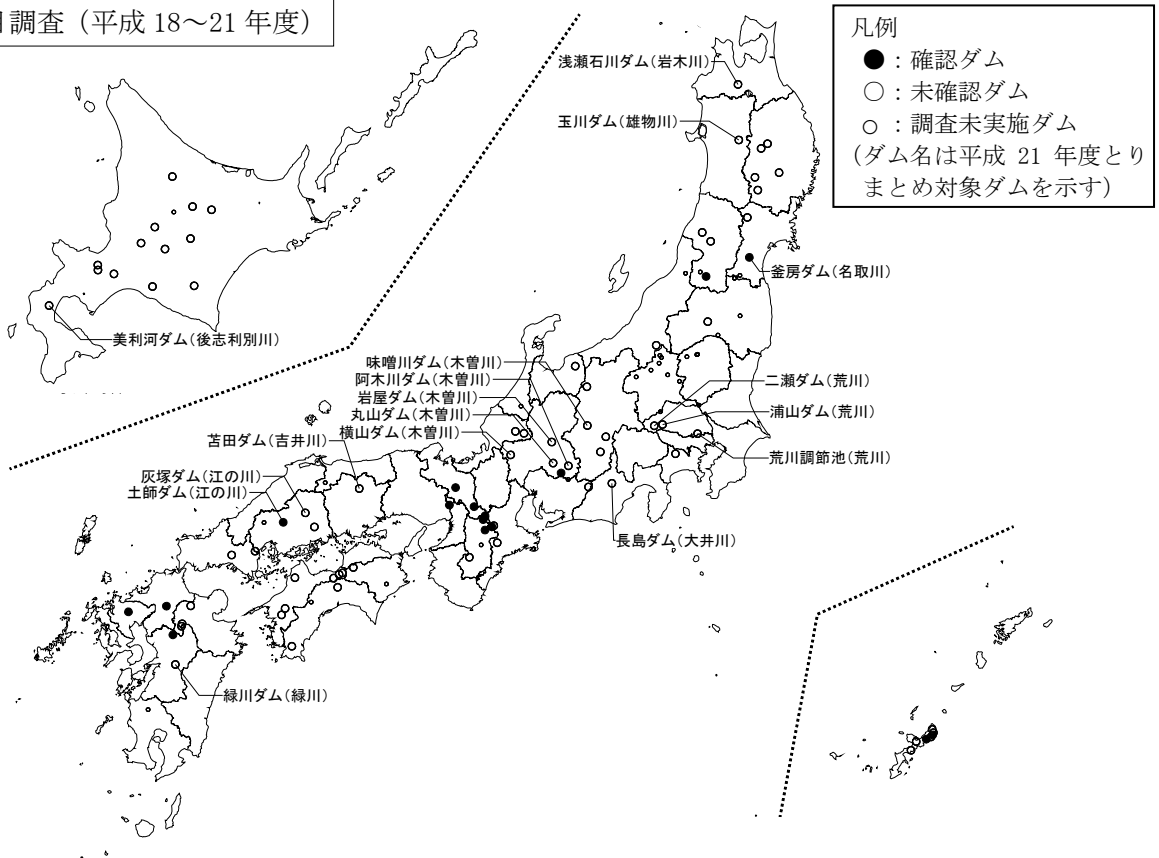 目調査（平成 18～21 年度）
凡例
●：確認ダム
○：未確認ダム
○：調査未実施ダム
(ダム名は平成 21 年度とり
まとめ対象ダムを示す)
浅瀬石川ダム(岩木川)
玉川ダム(雄物川)
釜房ダム(名取川)
美利河ダム(後志利別川)
味噌川ダム(木曽川)
阿木川ダム(木曽川)
岩屋ダム(木曽川)
丸山ダム(木曽川)
横山ダム(木曽川)
苫田ダム(吉井川)
灰塚ダム(江の川)
土師ダム(江の川)
二瀬ダム(荒川)
浦山ダム(荒川)
荒川調節池(荒川)
長島ダム(大井川)
緑川ダム(緑川)